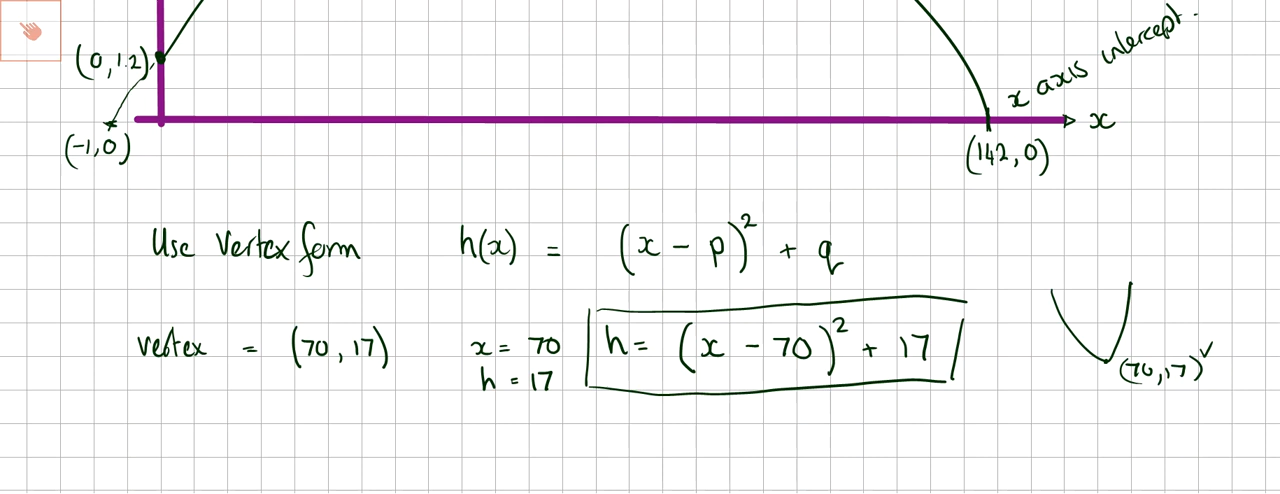 (0, 1.2)
x axis intercept.
x
(-1, 0)
(142, 0)
Use Vertex form h(x) = (x - p)² + q
vertex = (70, 17) x = 70 h = (x - 70)² + 17
h = 17
(70, 17)